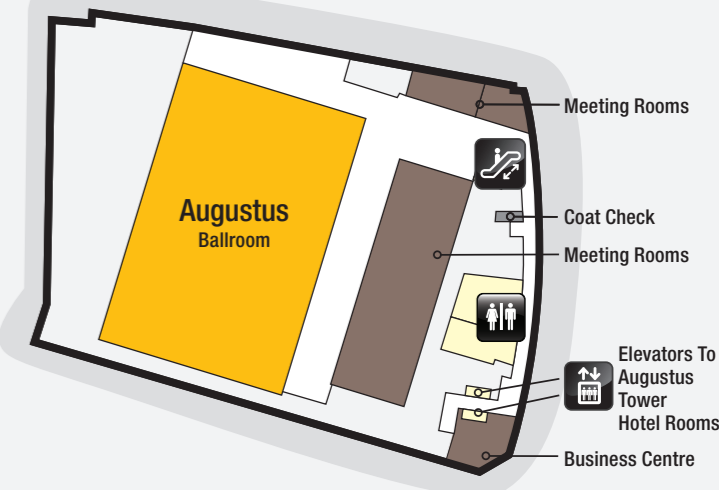 Meeting Rooms
Augustus
Ballroom
Coat Check
Meeting Rooms
Elevators To
Augustus
Tower
Hotel Rooms
Business Centre